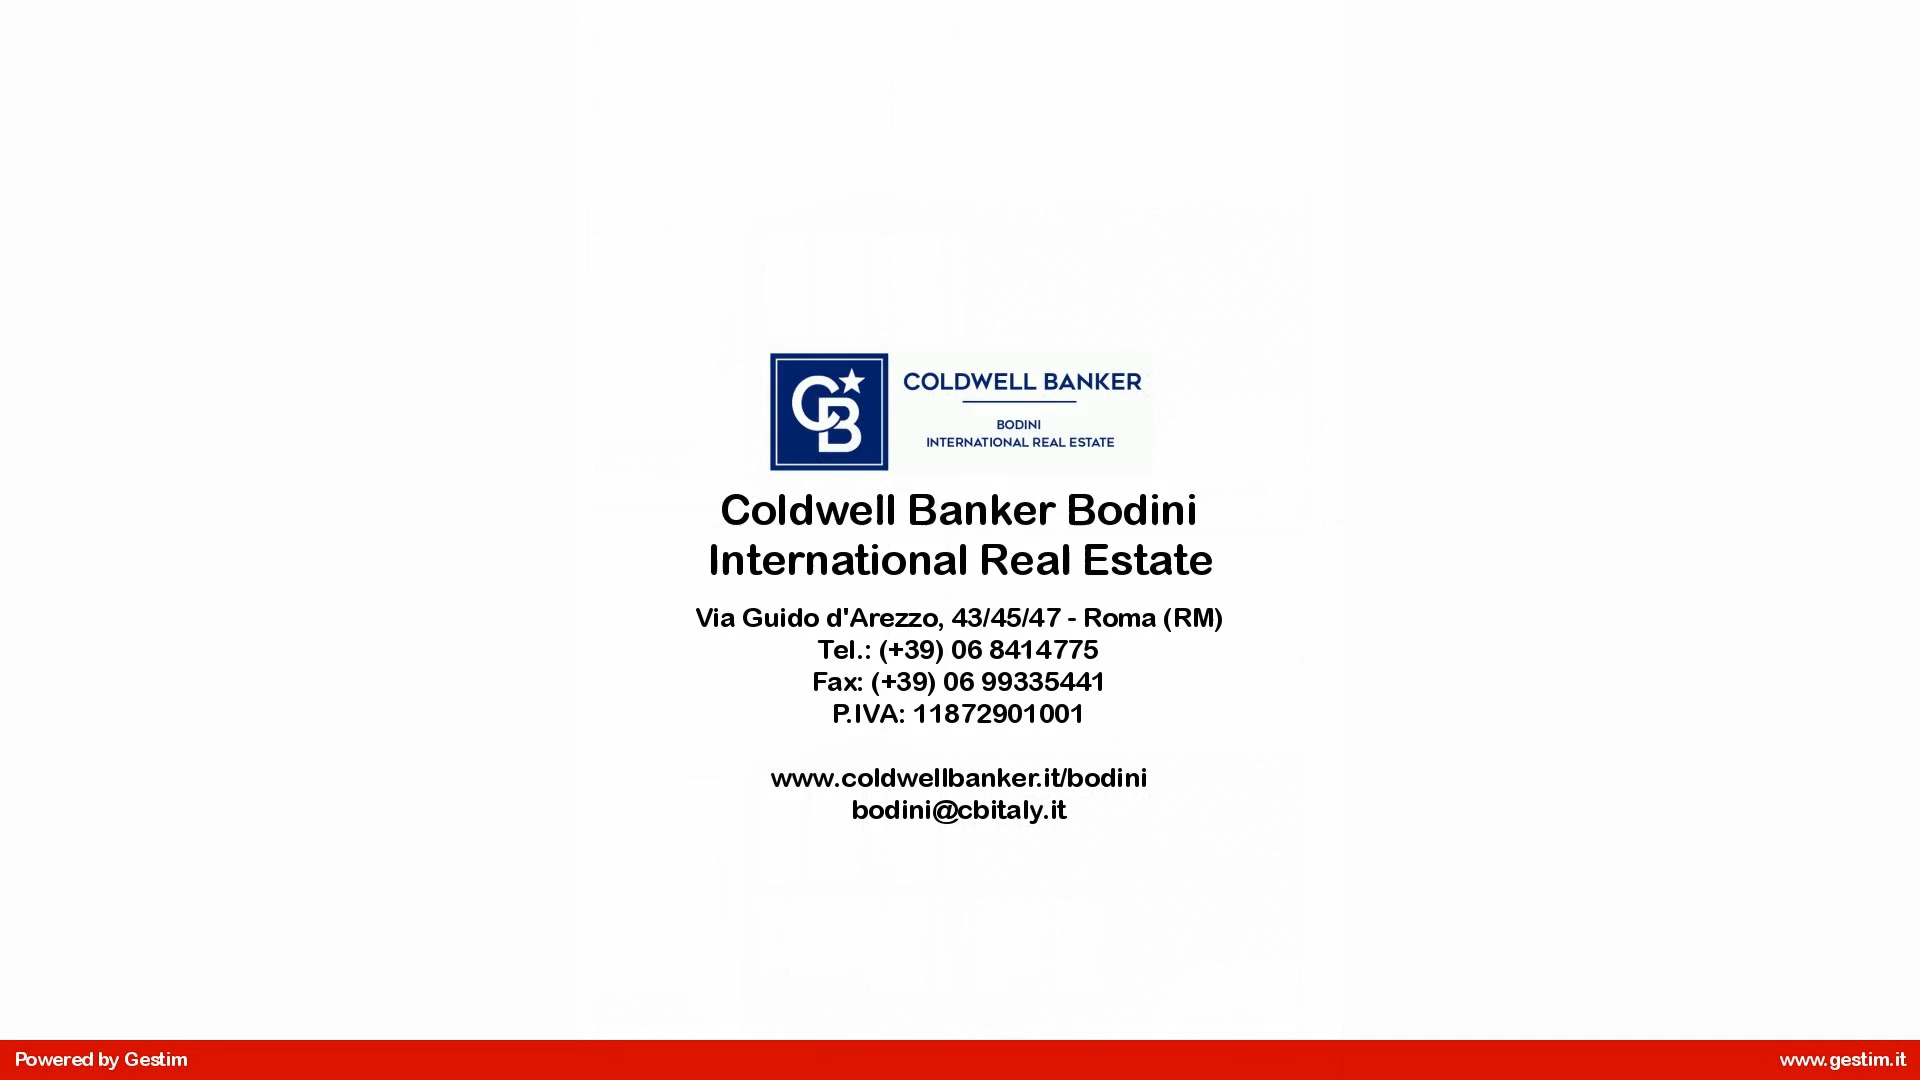 CB
COLDWELL BANKER
BODINI
INTERNATIONAL REAL ESTATE
Coldwell Banker Bodini
International Real Estate
Via Guido d'Arezzo, 43/45/47 - Roma (RM)
Tel.: (+39) 06 8414775
Fax: (+39) 06 99335441
P.IVA: 11872901001
www.coldwellbanker.it/bodini
bodini@cbitaly.it
Powered by Gestim
www.gestim.it